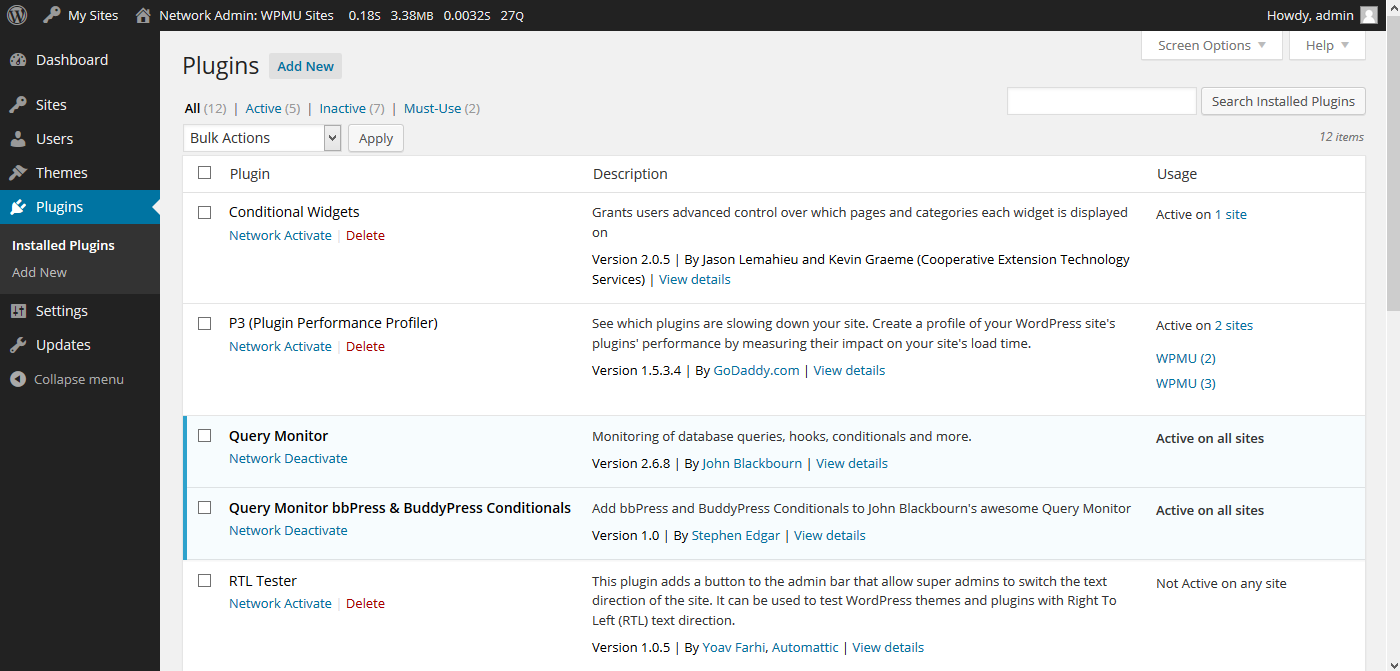 My Sites Network Admin: WPMU Sites 0.18S 3.38MB 0.0032S 27Q Howdy, admin
Dashboard
Sites
Users
Themes
Plugins
Installed Plugins
Add New
Settings
Updates
Collapse menu
Screen Options Help
Plugins Add New
All (12) | Active (5) | Inactive (7) | Must-Use (2)
Search Installed Plugins
Bulk Actions Apply
12 items
Plugin Description Usage
Conditional Widgets
Network Activate | Delete
Grants users advanced control over which pages and categories each widget is displayed
on
Version 2.0.5 | By Jason Lemahieu and Kevin Graeme (Cooperative Extension Technology
Services) | View details
Active on 1 site
P3 (Plugin Performance Profiler)
Network Activate | Delete
See which plugins are slowing down your site. Create a profile of your WordPress site's
plugins' performance by measuring their impact on your site's load time.
Version 1.5.3.4 | By GoDaddy.com | View details
Active on 2 sites
WPMU (2)
WPMU (3)
Query Monitor
Network Deactivate
Monitoring of database queries, hooks, conditionals and more.
Version 2.6.8 | By John Blackbourn | View details
Active on all sites
Query Monitor bbPress & BuddyPress Conditionals
Network Deactivate
Add bbPress and BuddyPress Conditionals to John Blackbourn's awesome Query Monitor
Version 1.0 | By Stephen Edgar | View details
Active on all sites
RTL Tester
Network Activate | Delete
This plugin adds a button to the admin bar that allow super admins to switch the text
direction of the site. It can be used to test WordPress themes and plugins with Right To
Left (RTL) text direction.
Version 1.0.5 | By Yoav Farhi, Automattic | View details
Not Active on any site